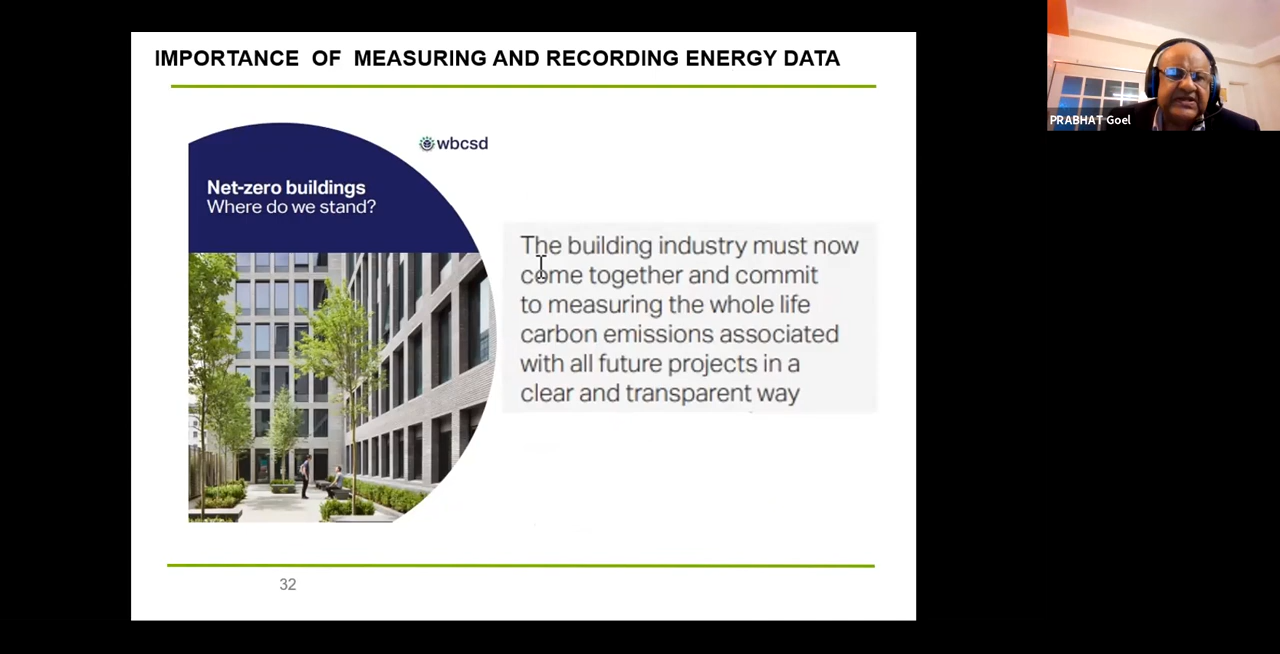 IMPORTANCE OF MEASURING AND RECORDING ENERGY DATA
wbcsd
Net-zero buildings
Where do we stand?
The building industry must now
come together and commit
to measuring the whole life
carbon emissions associated
with all future projects in a
clear and transparent way
32
PRABHAT Goel